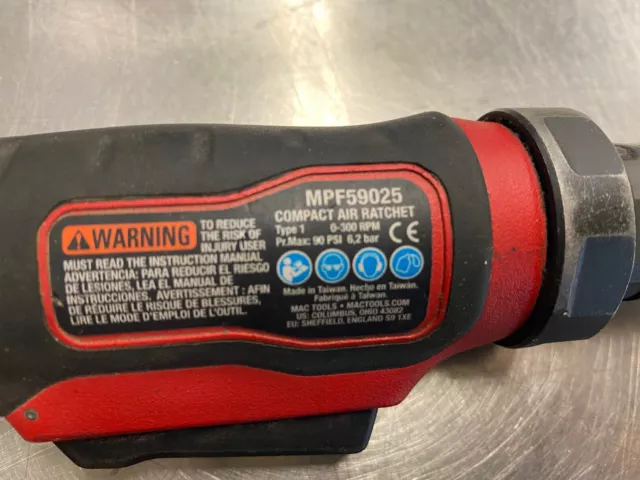 MPF59025
COMPACT AIR RATCHET
Type 1 0-300 RPM
Pr.Max: 90 PSI 6,2 bar CE
WARNING
TO REDUCE
THE RISK OF
INJURY USER
MUST READ THE INSTRUCTION MANUAL
ADVERTENCIA: PARA REDUCIR EL RIESGO
DE LESIONES, LEA EL MANUAL DE
INSTRUCCIONES. AVERTISSEMENT : AFIN
DE RÉDUIRE LE RISQUE DE BLESSURES,
LIRE LE MODE D'EMPLOI DE L'OUTIL.
Made in Taiwan. Hecho en Taiwán.
Fabriqué à Taiwan.
MAC TOOLS • MACTOOLS.COM
US: COLUMBUS, OHIO 43082
EU: SHEFFIELD, ENGLAND S9 1XE